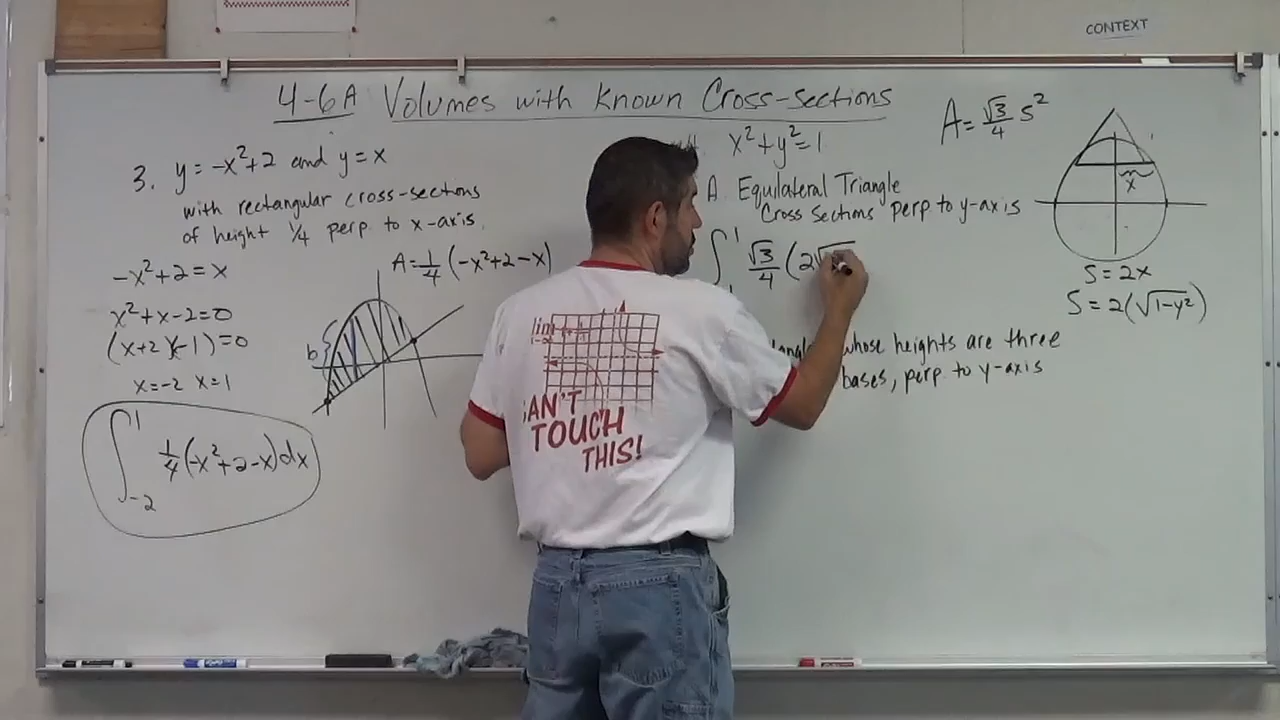 CONTEXT
4-6A Volumes with Known Cross-sections
3. y = -x²+2 and y = x
with rectangular cross-sections
of height 1/4 perp. to x-axis.
-x²+2 = x
x²+x-2=0
(x+2)(x-1)=0
x=-2 x=1
∫₋₂¹ 1/4(-x²+2-x)dx
A=1/4(-x²+2-x)
b
x²+y²=1
A Equilateral Triangle
Cross Sections perp to y-axis
∫¹ √3/4 (2√
whose heights are three
bases, perp. to y-axis
A=√3/4 s²
x
S=2x
S=2(√1-y²)
lim
AN'T
TOUCH
THIS!